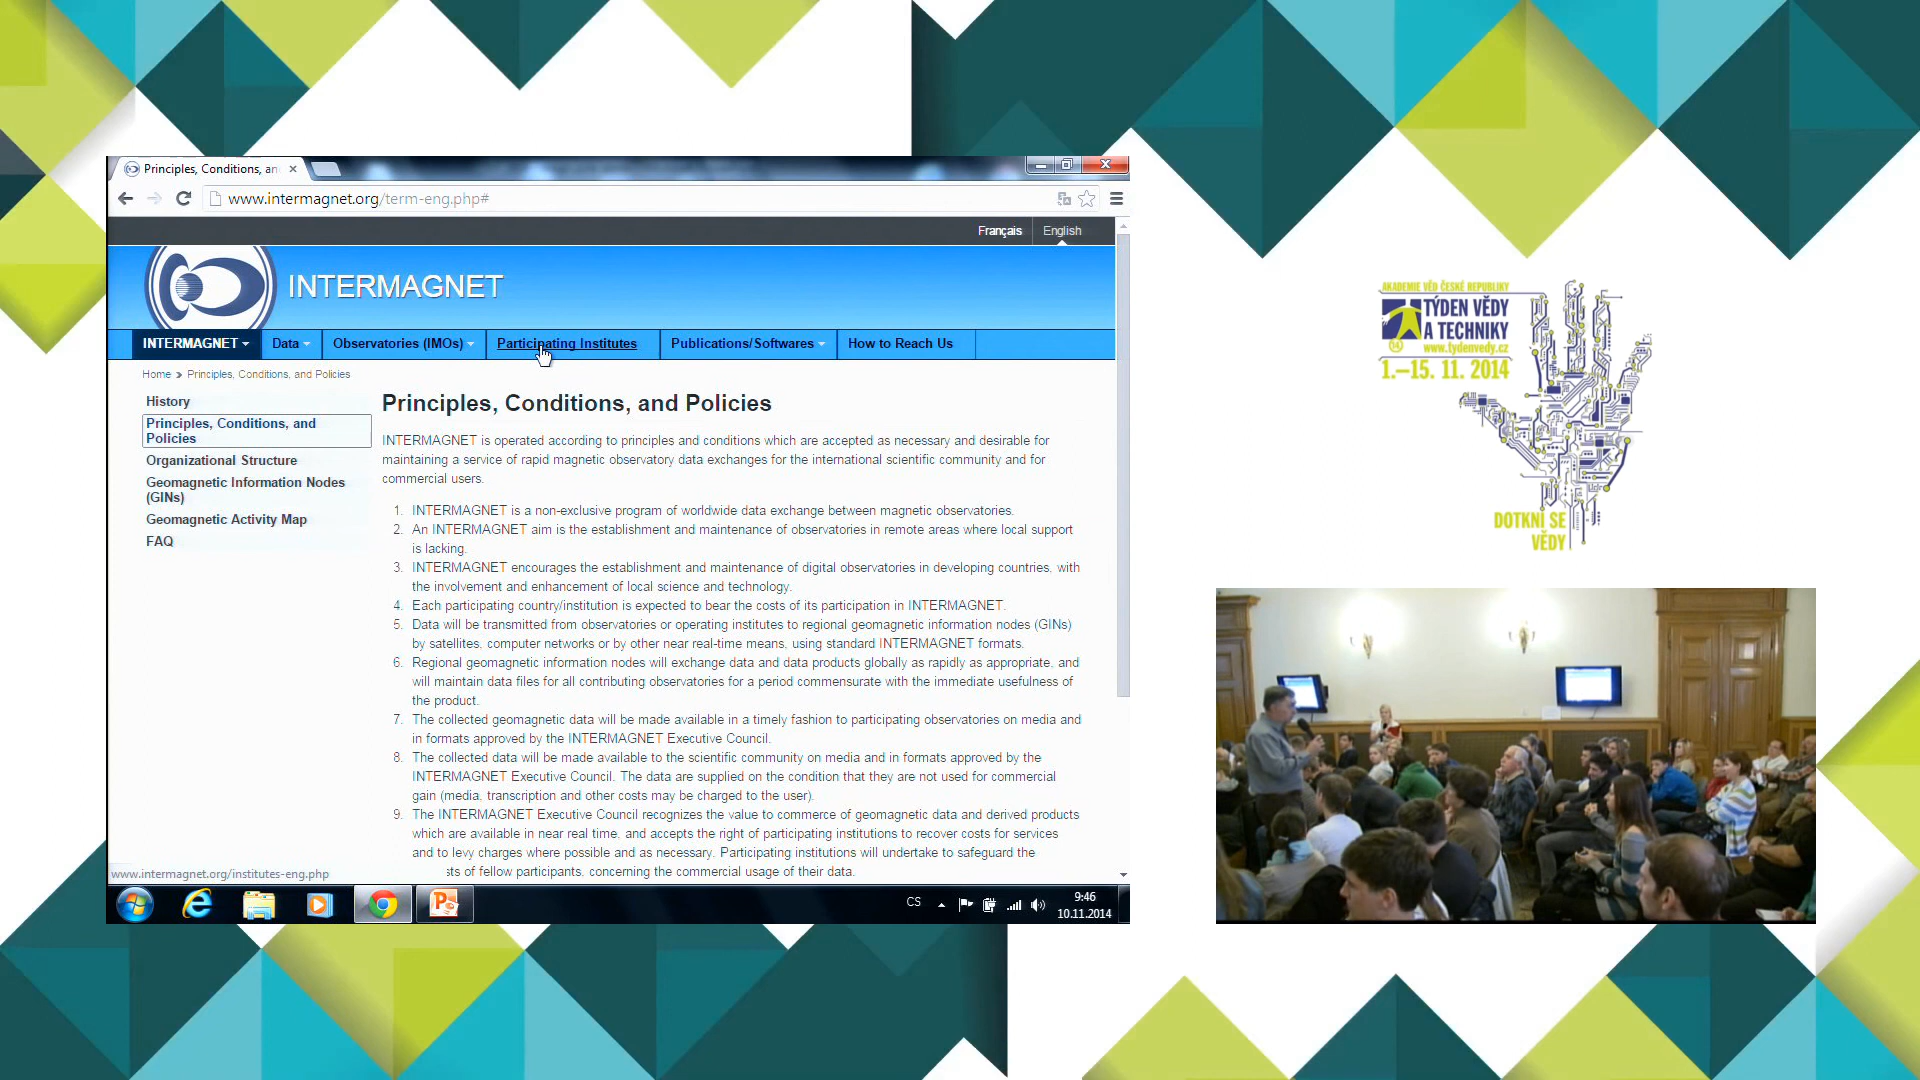 Principles, Conditions, an
www.intermagnet.org/term-eng.php#
Français
English
INTERMAGNET
INTERMAGNET
Data
Observatories (IMOs)
Participating Institutes
Publications/Softwares
How to Reach Us
Home » Principles, Conditions, and Policies
History
Principles, Conditions, and
Policies
Organizational Structure
Geomagnetic Information Nodes
(GINs)
Geomagnetic Activity Map
FAQ
Principles, Conditions, and Policies
INTERMAGNET is operated according to principles and conditions which are accepted as necessary and desirable for
maintaining a service of rapid magnetic observatory data exchanges for the international scientific community and for
commercial users.
1. INTERMAGNET is a non-exclusive program of worldwide data exchange between magnetic observatories.
2. An INTERMAGNET aim is the establishment and maintenance of observatories in remote areas where local support
is lacking.
3. INTERMAGNET encourages the establishment and maintenance of digital observatories in developing countries, with
the involvement and enhancement of local science and technology.
4. Each participating country/institution is expected to bear the costs of its participation in INTERMAGNET.
5. Data will be transmitted from observatories or operating institutes to regional geomagnetic information nodes (GINs)
by satellites, computer networks or by other near real-time means, using standard INTERMAGNET formats.
6. Regional geomagnetic information nodes will exchange data and data products globally as rapidly as appropriate, and
will maintain data files for all contributing observatories for a period commensurate with the immediate usefulness of
the product.
7. The collected geomagnetic data will be made available in a timely fashion to participating observatories on media and
in formats approved by the INTERMAGNET Executive Council.
8. The collected data will be made available to the scientific community on media and in formats approved by the
INTERMAGNET Executive Council. The data are supplied on the condition that they are not used for commercial
gain (media, transcription and other costs may be charged to the user).
9. The INTERMAGNET Executive Council recognizes the value to commerce of geomagnetic data and derived products
which are available in near real time, and accepts the right of participating institutions to recover costs for services
and to levy charges where possible and as necessary. Participating institutions will undertake to safeguard the
sts of fellow participants, concerning the commercial usage of their data.
www.intermagnet.org/institutes-eng.php
CS
9:46
10.11.2014
AKADEMIE VĚD ČESKÉ REPUBLIKY
TÝDEN VĚDY
A TECHNIKY
www.tydenvedy.cz
1.–15. 11. 2014
DOTKNI SE
VĚDY